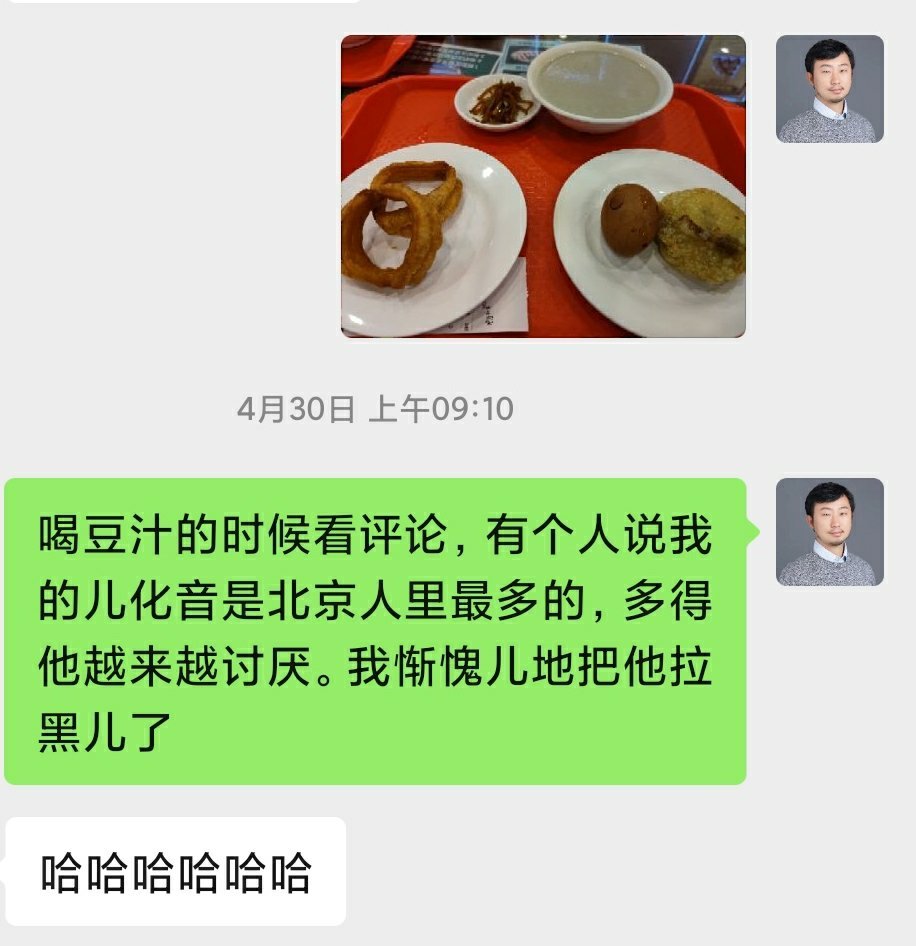 4月30日 上午09:10
喝豆汁的时候看评论，有个人说我
的儿化音是北京人里最多的，多得
他越来越讨厌。我惭愧儿地把他拉
黑儿了
哈哈哈哈哈哈